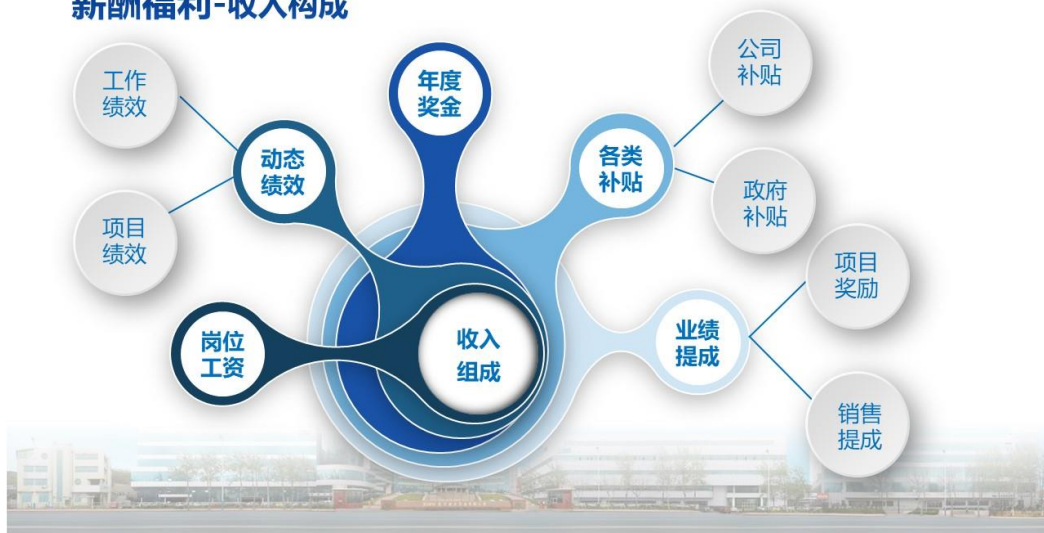 薪酬福利-收入构成
公司
补贴
工作
绩效
年度
奖金
动态
绩效
各类
补贴
政府
补贴
项目
绩效
项目
奖励
岗位
工资
收入
组成
业绩
提成
销售
提成